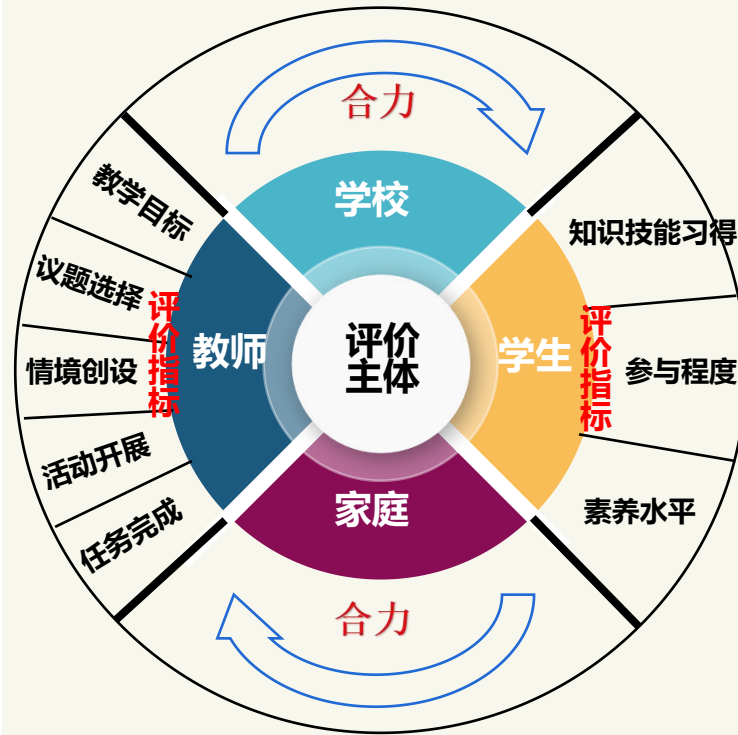 合力
学校
教学目标
议题选择
情境创设
活动开展
任务完成
评价指标
教师
评价
主体
学生
评价指标
知识技能习得
参与程度
素养水平
家庭
合力